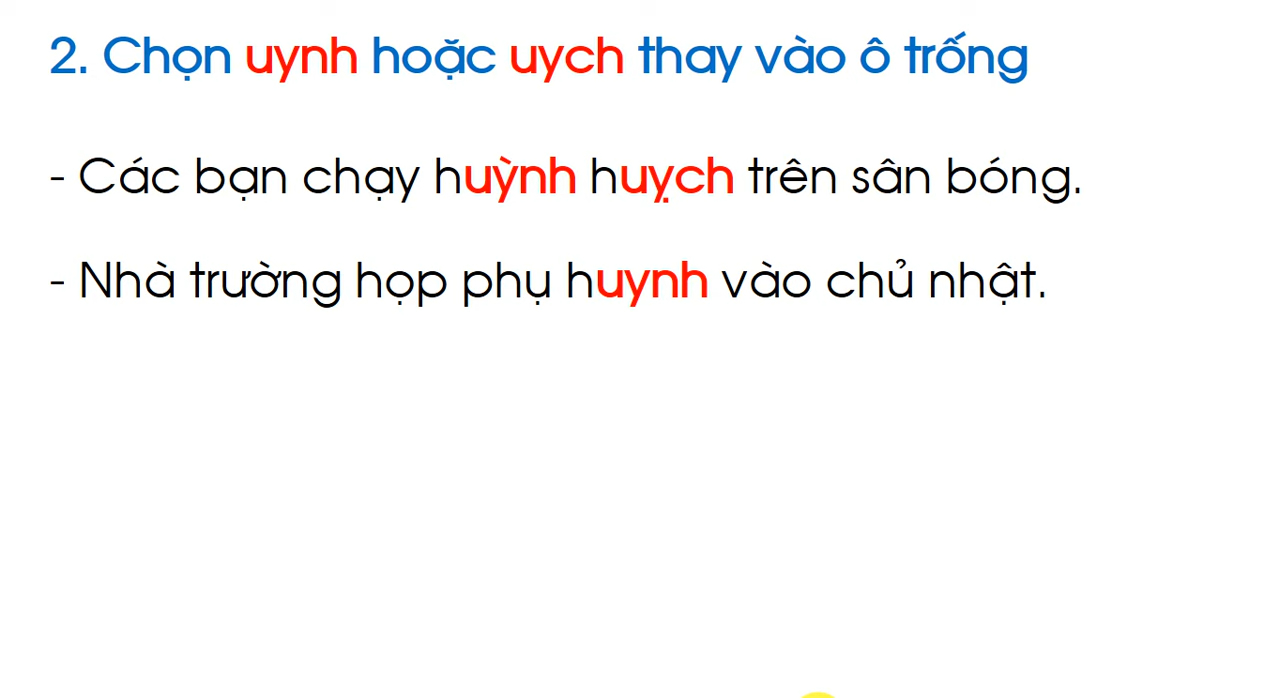 2. Chọn uynh hoặc uych thay vào ô trống
- Các bạn chạy huỳnh huỵch trên sân bóng.
- Nhà trường họp phụ huynh vào chủ nhật.